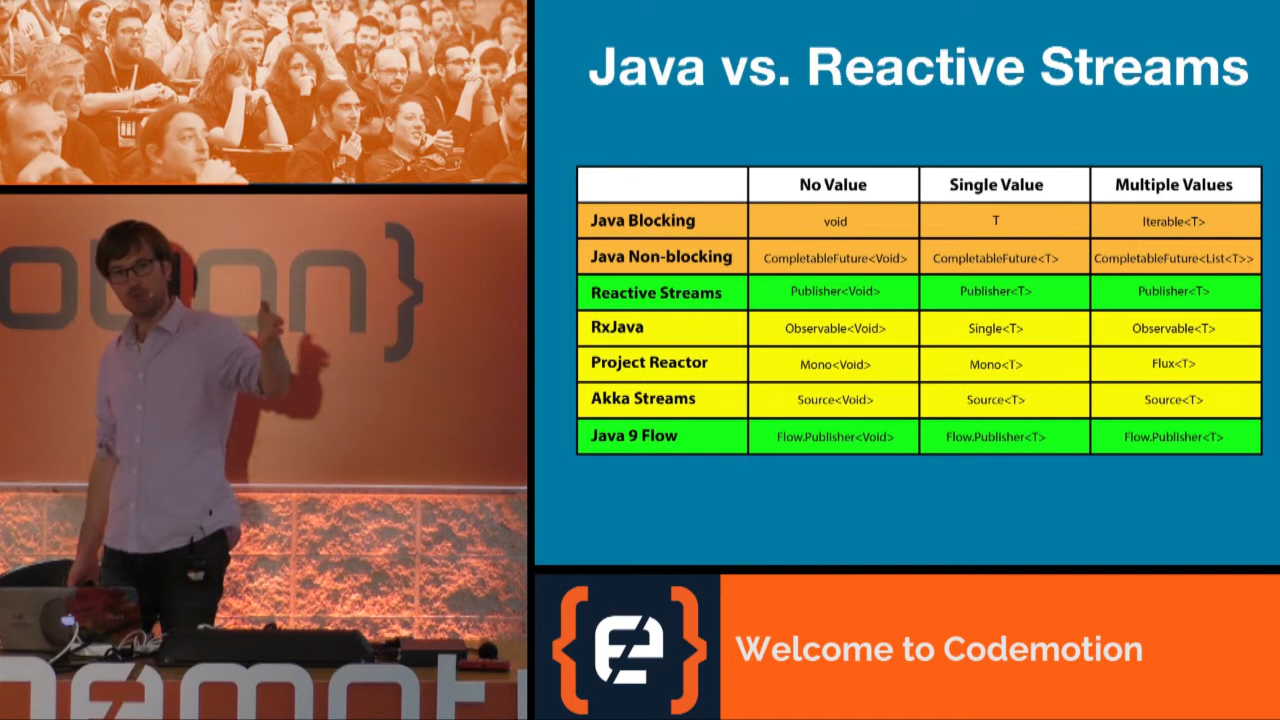 Java vs. Reactive Streams
No Value Single Value Multiple Values
Java Blocking void T Iterable<T>
Java Non-blocking CompletableFuture<Void> CompletableFuture<T> CompletableFuture<List<T>>
Reactive Streams Publisher<Void> Publisher<T> Publisher<T>
RxJava Observable<Void> Single<T> Observable<T>
Project Reactor Mono<Void> Mono<T> Flux<T>
Akka Streams Source<Void> Source<T> Source<T>
Java 9 Flow Flow.Publisher<Void> Flow.Publisher<T> Flow.Publisher<T>
Welcome to Codemotion